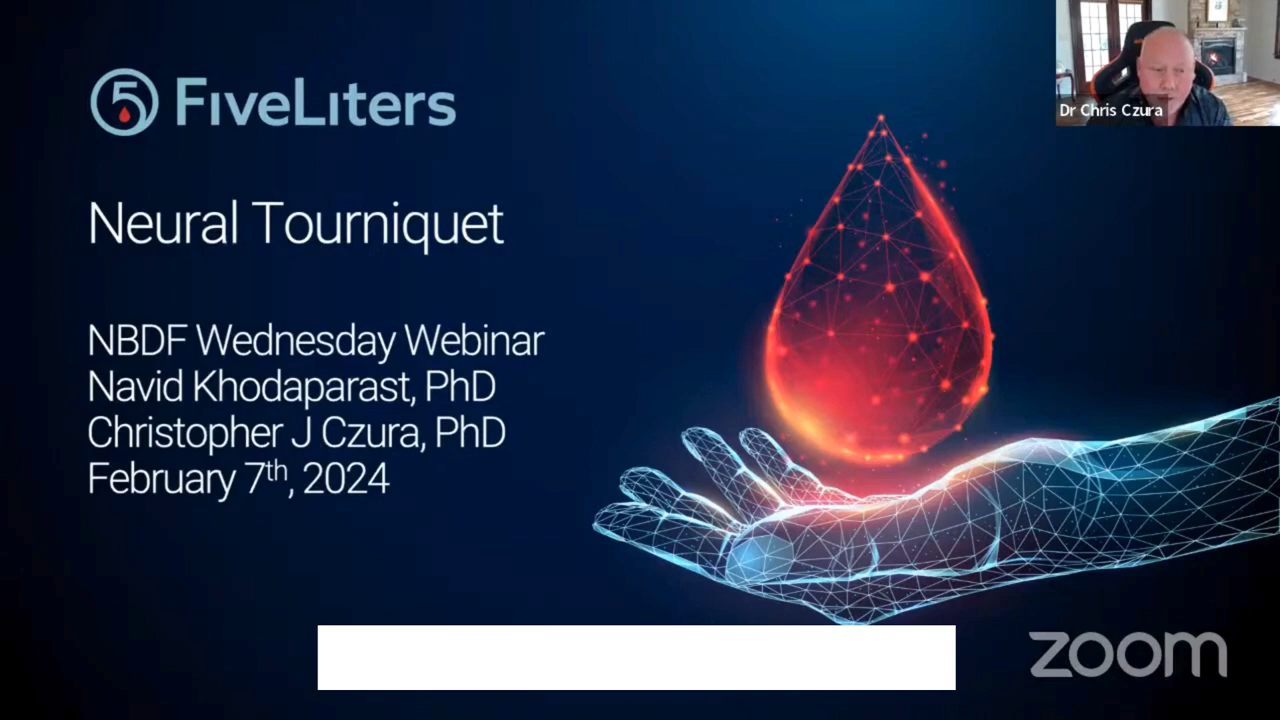 5 FiveLiters
Dr Chris Czura
Neural Tourniquet
NBDF Wednesday Webinar
Navid Khodaparast, PhD
Christopher J Czura, PhD
February 7th, 2024
zoom